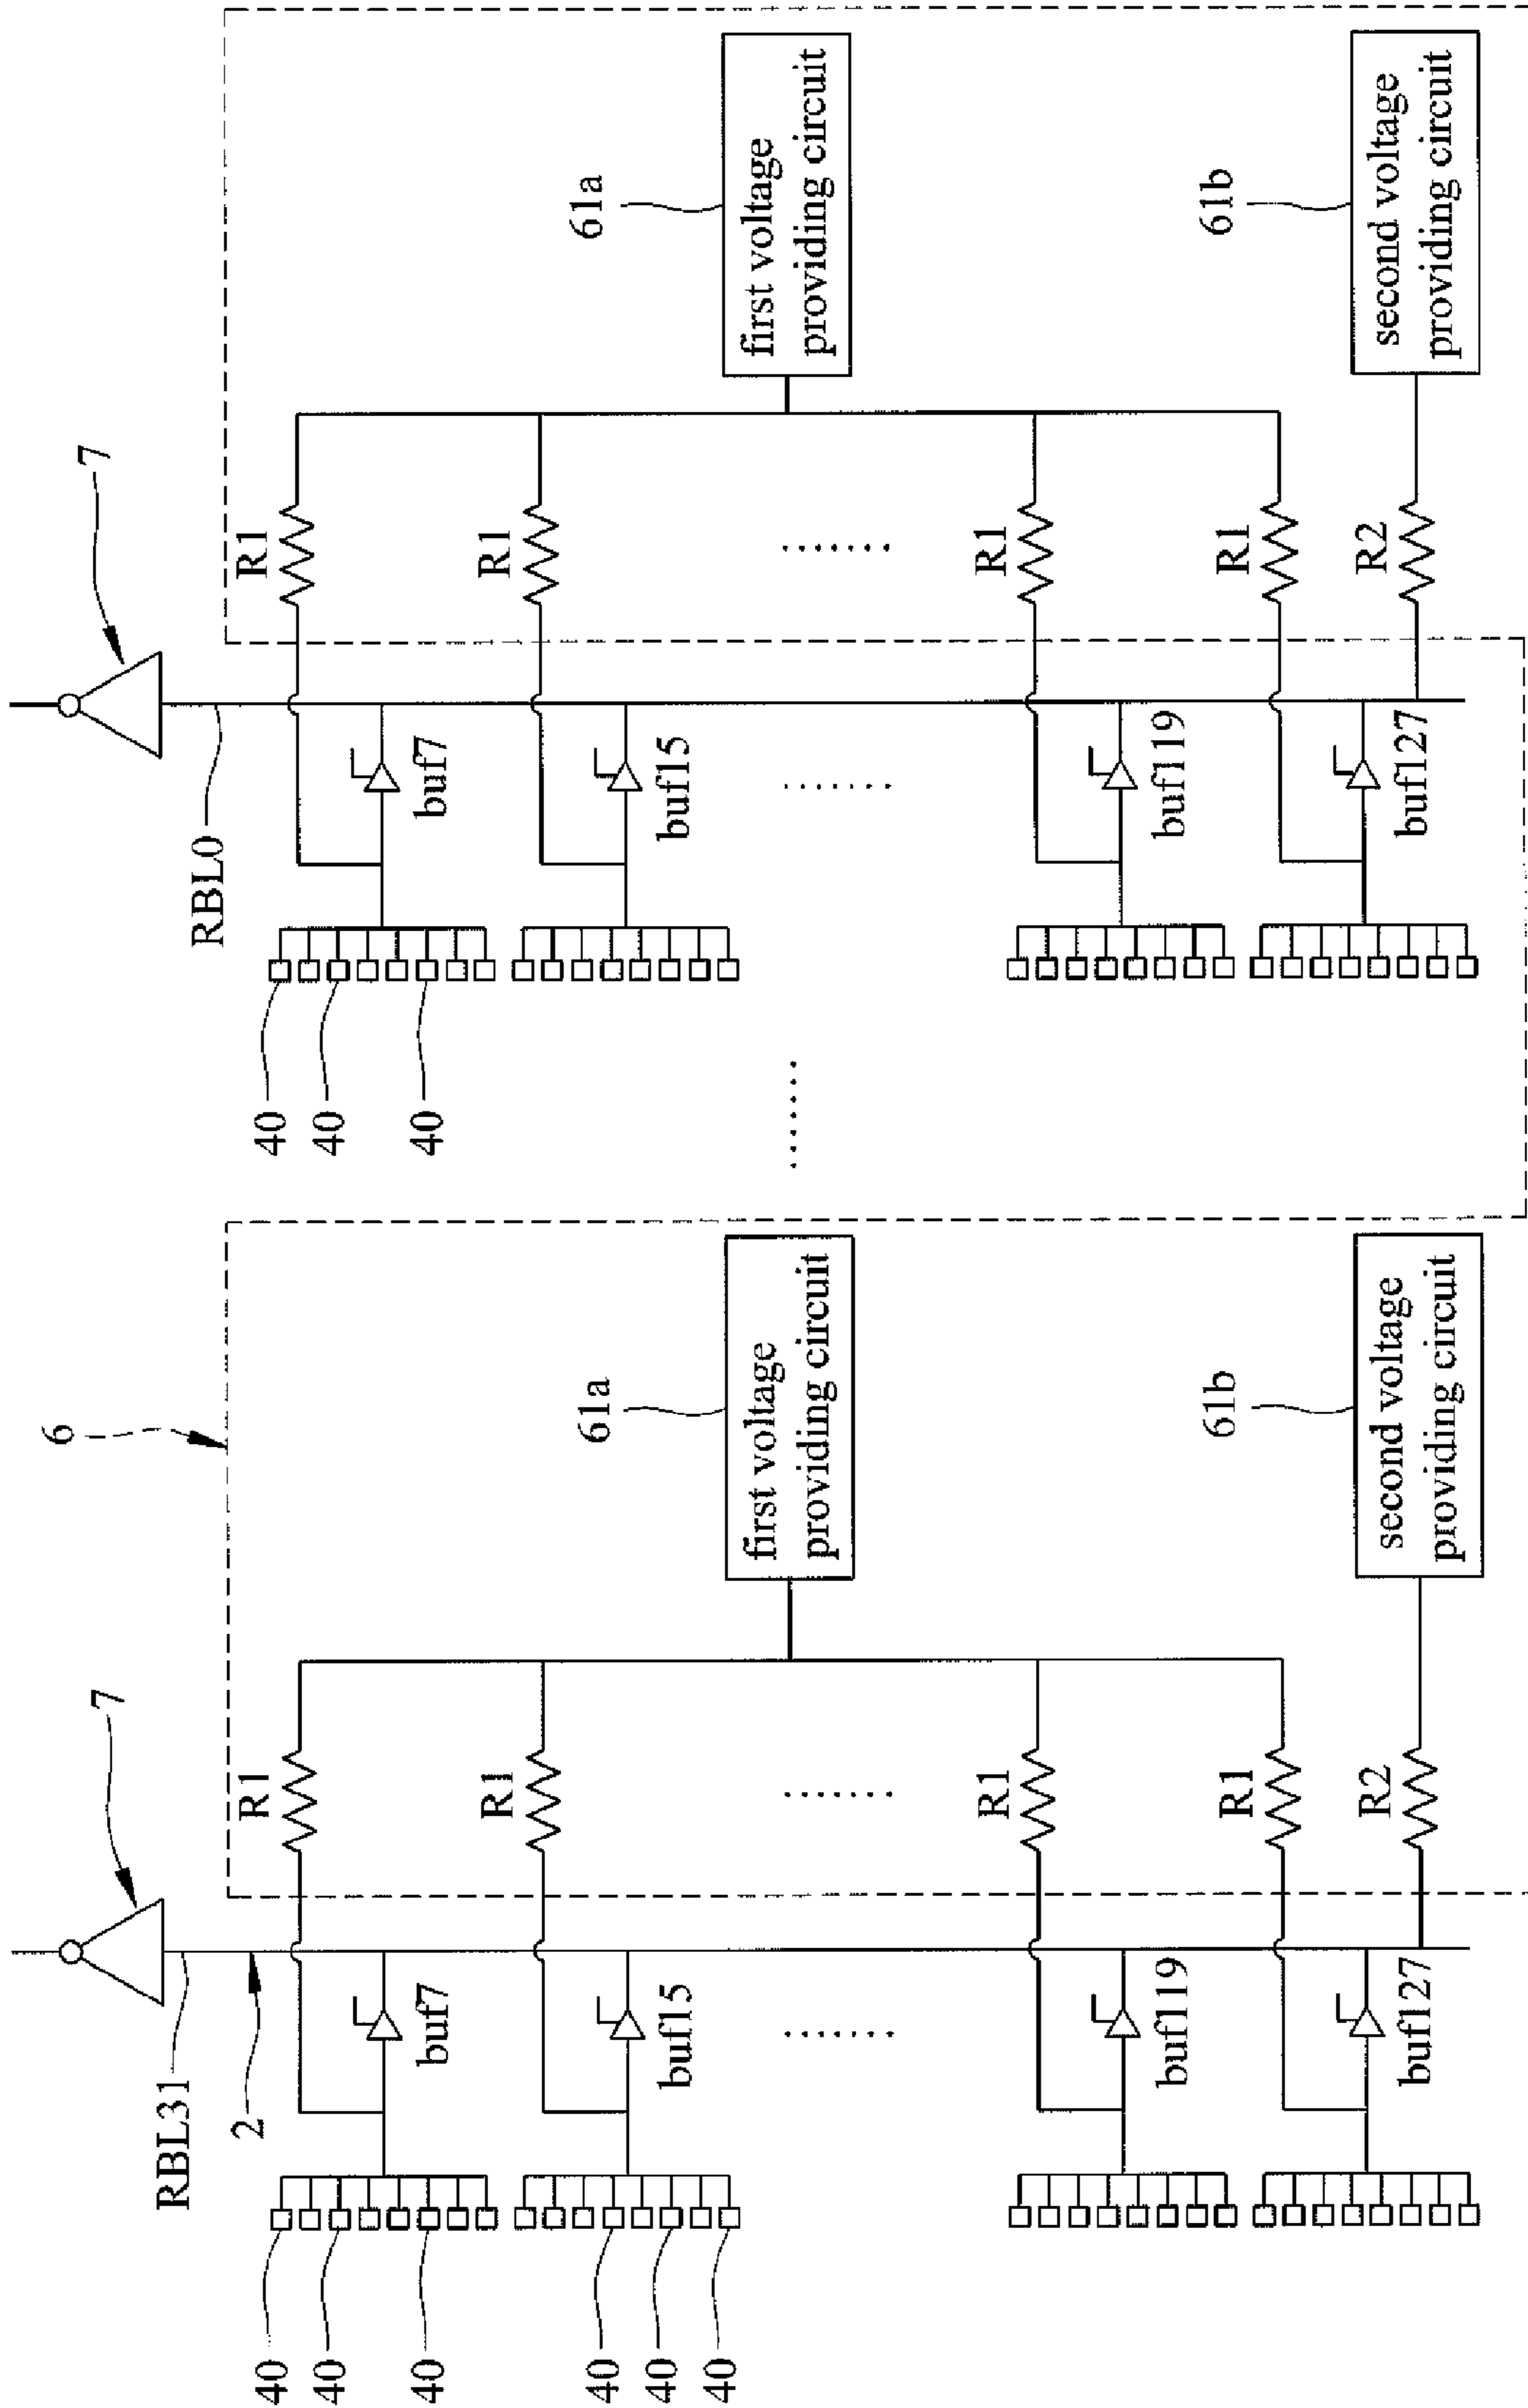 6
7
7
RBL31
RBL0
2
R1
R1
40
40
40
40
40
buf7
40
buf7
R1
R1
40
61a
61a
40
buf15
buf15
40
first voltage
providing circuit
first voltage
providing circuit
R1
R1
buf119
buf119
R1
61b
R1
61b
R2
R2
second voltage
providing circuit
second voltage
providing circuit
buf127
buf127